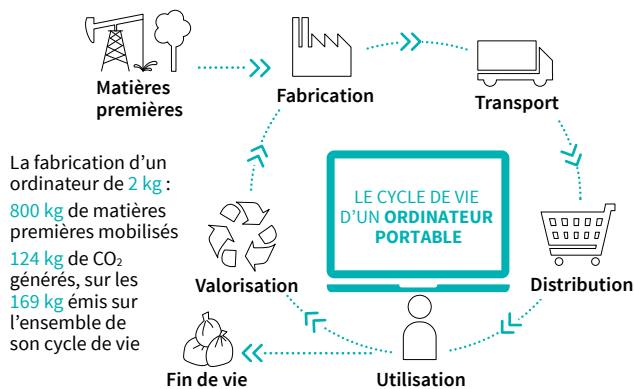 Matières
premières
Fabrication
Transport
La fabrication d'un
ordinateur de 2 kg :
800 kg de matières
premières mobilisés
124 kg de CO₂
générés, sur les
169 kg émis sur
l'ensemble de
son cycle de vie
LE CYCLE DE VIE
D'UN ORDINATEUR
PORTABLE
Valorisation
Distribution
Fin de vie
Utilisation